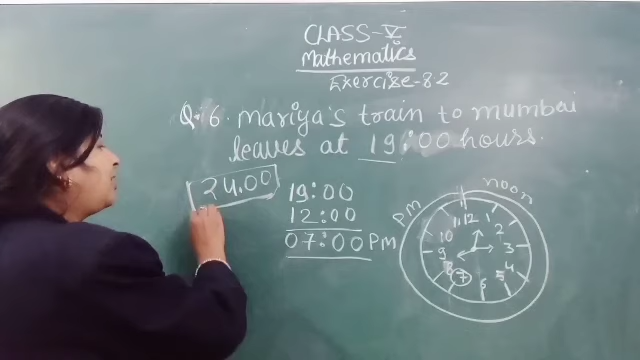 CLASS-V
Mathematics
Exercise-82
Q.16. Mariya's train to mumbai
leaves at 19:00 hours.
24.00
19:00
12:00
07:00 PM
PM
noon
11 12 1
10 2
9 3
8 4
7 6 5